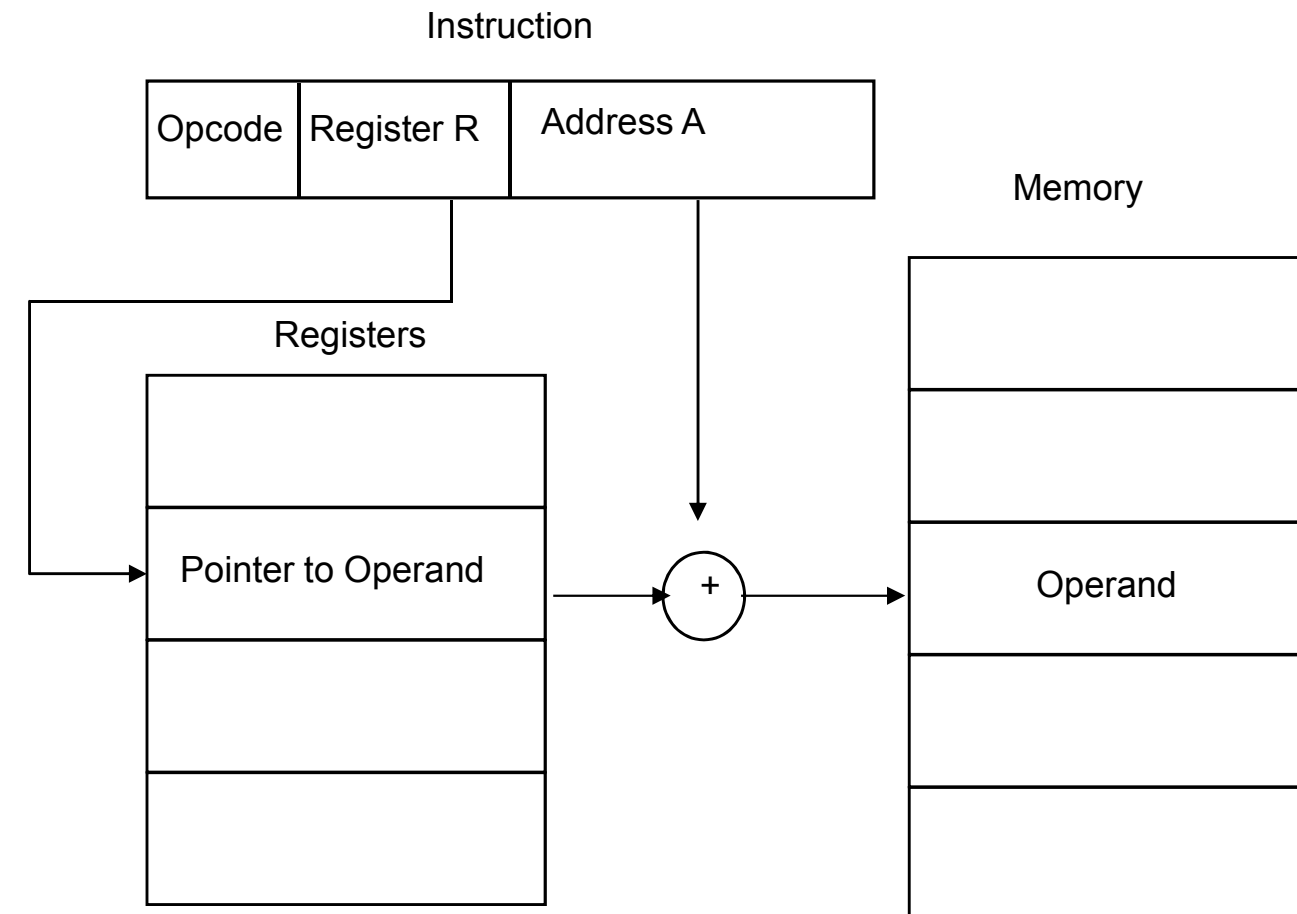 Instruction
Opcode
Register R
Address A
Memory
Registers
Pointer to Operand
+
Operand